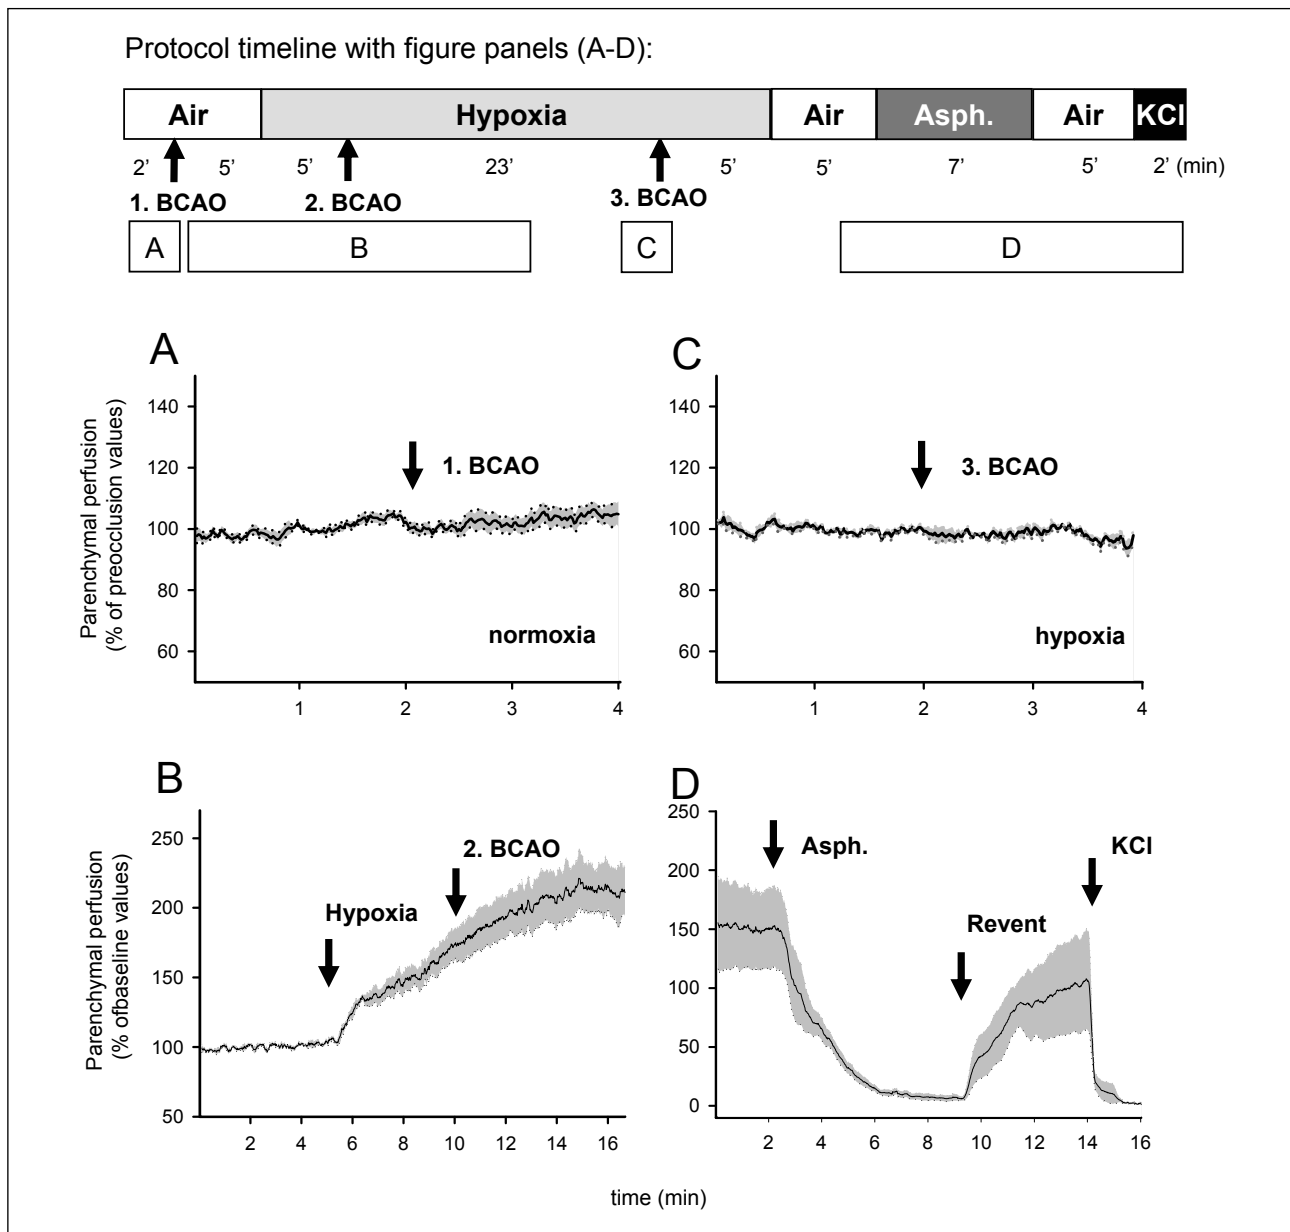 Protocol timeline with figure panels (A-D):
Air Hypoxia Air Asph. Air KCl
2' 5' 5' 23' 5' 5' 7' 5' 2' (min)
1. BCAO 2. BCAO 3. BCAO
A B C D
A
Parenchymal perfusion
(% of preocclusion values)
140
120
100
80
60
1. BCAO
normoxia
1 2 3 4
C
140
120
100
80
60
3. BCAO
hypoxia
1 2 3 4
B
Parenchymal perfusion
(% ofbaseline values)
250
200
150
100
50
Hypoxia
2. BCAO
2 4 6 8 10 12 14 16
D
250
200
150
100
50
0
Asph.
Revent
KCl
2 4 6 8 10 12 14 16
time (min)